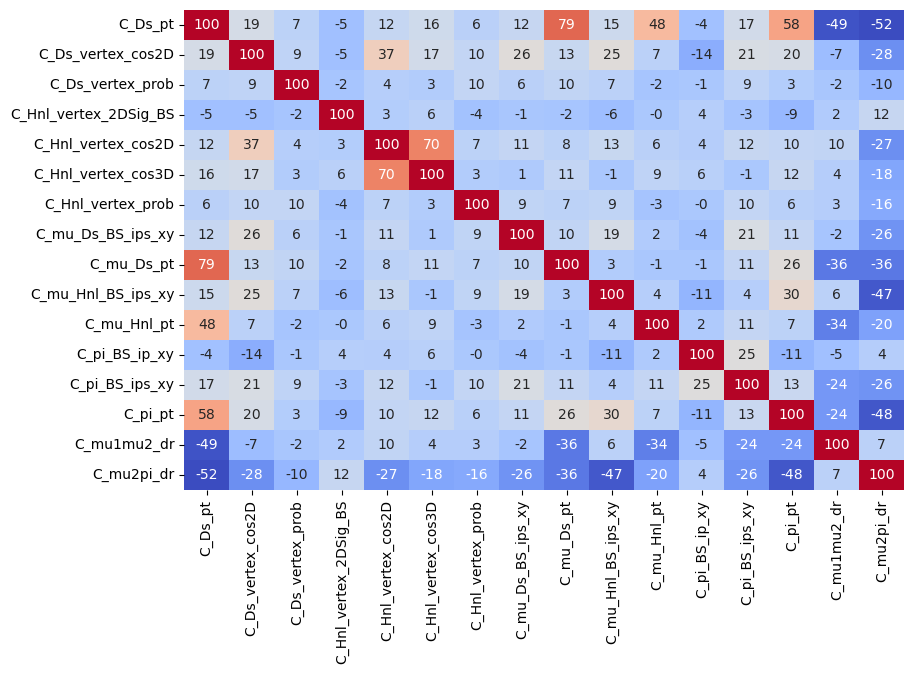 C_Ds_pt 100 19 7 -5 12 16 6 12 79 15 48 -4 17 58 -49 -52
C_Ds_vertex_cos2D 19 100 9 -5 37 17 10 26 13 25 7 -14 21 20 -7 -28
C_Ds_vertex_prob 7 9 100 -2 4 3 10 6 10 7 -2 -1 9 3 -2 -10
C_Hnl_vertex_2DSig_BS -5 -5 -2 100 3 6 -4 -1 -2 -6 -0 4 -3 -9 2 12
C_Hnl_vertex_cos2D 12 37 4 3 100 70 7 11 8 13 6 4 12 10 10 -27
C_Hnl_vertex_cos3D 16 17 3 6 70 100 3 1 11 -1 9 6 -1 12 4 -18
C_Hnl_vertex_prob 6 10 10 -4 7 3 100 9 7 9 -3 -0 10 6 3 -16
C_mu_Ds_BS_ips_xy 12 26 6 -1 11 1 9 100 10 19 2 -4 21 11 -2 -26
C_mu_Ds_pt 79 13 10 -2 8 11 7 10 100 3 -1 -1 11 26 -36 -36
C_mu_Hnl_BS_ips_xy 15 25 7 -6 13 -1 9 19 3 100 4 -11 4 30 6 -47
C_mu_Hnl_pt 48 7 -2 -0 6 9 -3 2 -1 4 100 2 11 7 -34 -20
C_pi_BS_ip_xy -4 -14 -1 4 4 6 -0 -4 -1 -11 2 100 25 -11 -5 4
C_pi_BS_ips_xy 17 21 9 -3 12 -1 10 21 11 4 11 25 100 13 -24 -26
C_pi_pt 58 20 3 -9 10 12 6 11 26 30 7 -11 13 100 -24 -48
C_mu1mu2_dr -49 -7 -2 2 10 4 3 -2 -36 6 -34 -5 -24 -24 100 7
C_mu2pi_dr -52 -28 -10 12 -27 -18 -16 -26 -36 -47 -20 4 -26 -48 7 100
C_Ds_pt
C_Ds_vertex_cos2D
C_Ds_vertex_prob
C_Hnl_vertex_2DSig_BS
C_Hnl_vertex_cos2D
C_Hnl_vertex_cos3D
C_Hnl_vertex_prob
C_mu_Ds_BS_ips_xy
C_mu_Ds_pt
C_mu_Hnl_BS_ips_xy
C_mu_Hnl_pt
C_pi_BS_ip_xy
C_pi_BS_ips_xy
C_pi_pt
C_mu1mu2_dr
C_mu2pi_dr